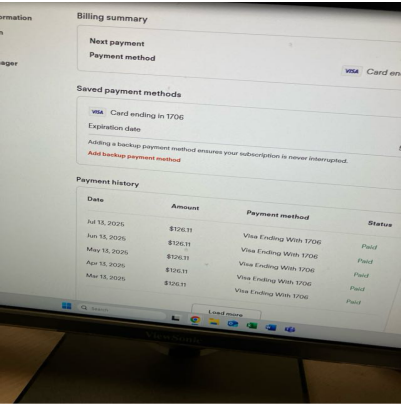 ormation
n
ager
Billing summary
Next payment
Payment method
VISA Card en
Saved payment methods
VISA Card ending in 1706
Expiration date
Adding a backup payment method ensures your subscription is never interrupted.
Add backup payment method
Payment history
Date Amount Payment method Status
Jul 13, 2025 $126.11 Visa Ending With 1706 Paid
Jun 13, 2025 $126.11 Visa Ending With 1706 Paid
May 13, 2025 $126.11 Visa Ending With 1706 Paid
Apr 13, 2025 $126.11 Visa Ending With 1706 Paid
Mar 13, 2025 $126.11 Visa Ending With 1706 Paid
Load more
Search
ViewSonic